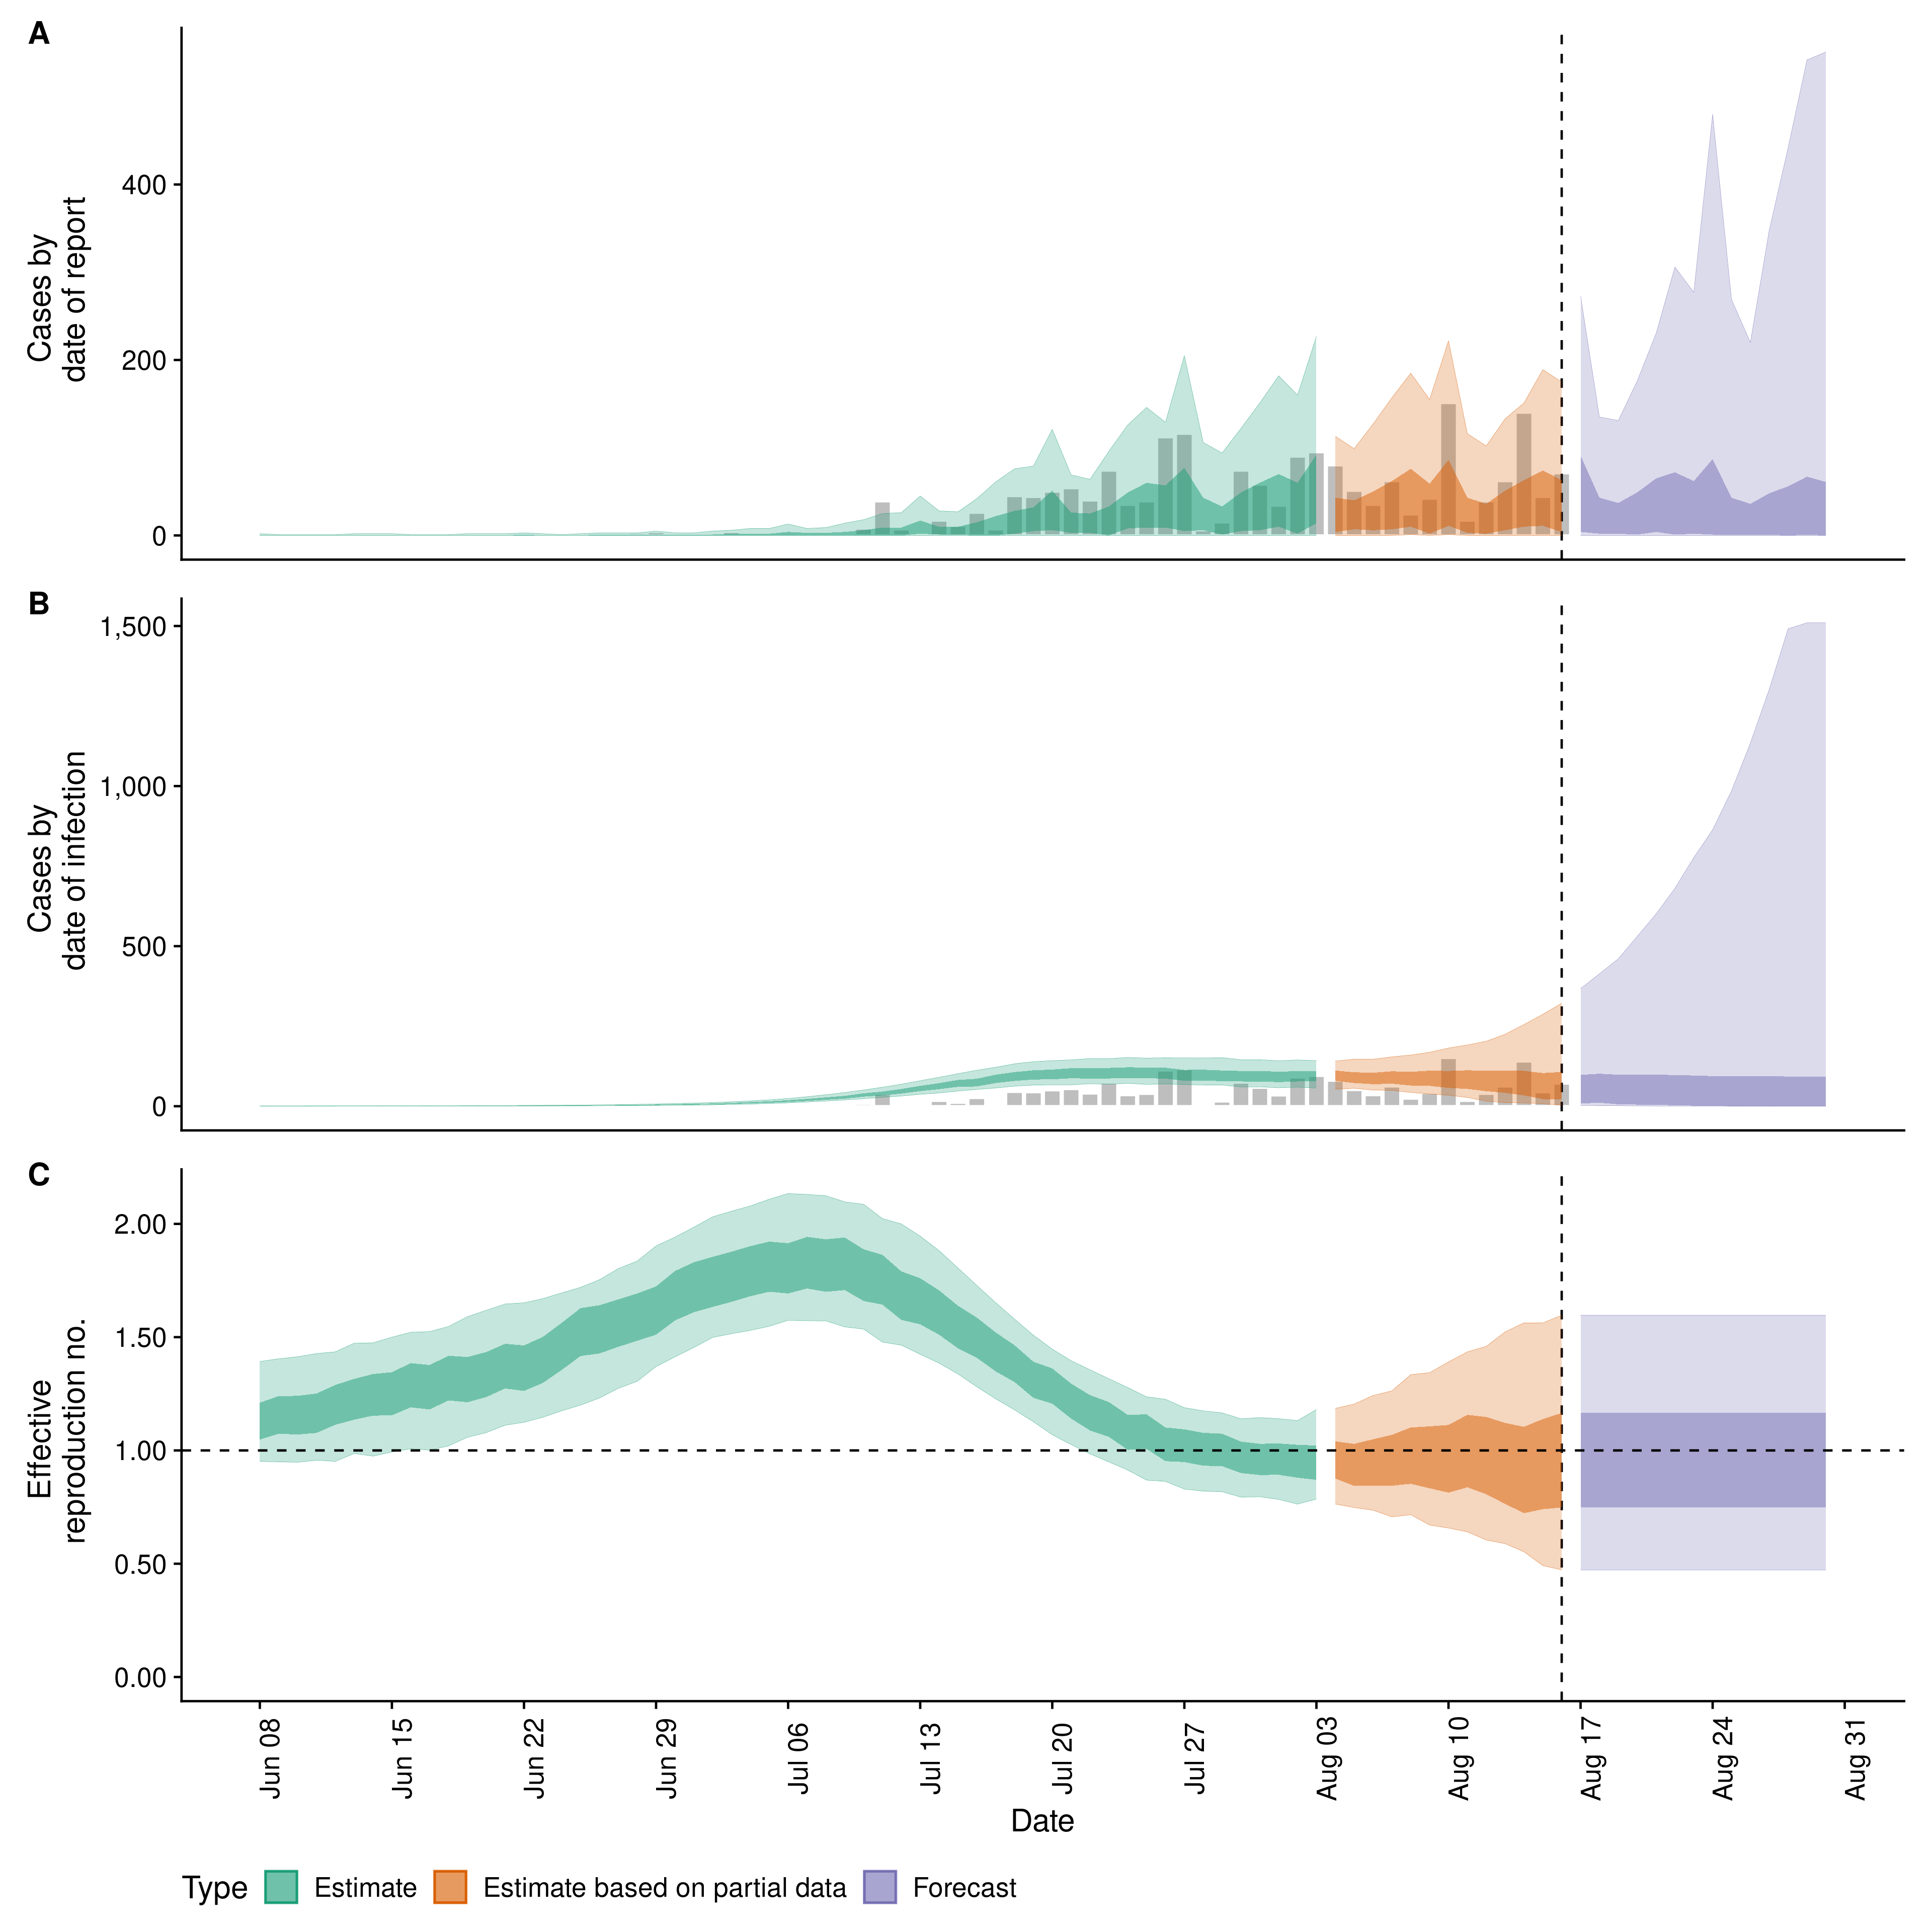 A
Cases by
date of report
400
200
0
B
Cases by
date of infection
1,500
1,000
500
0
C
Effective
reproduction no.
2.00
1.50
1.00
0.50
0.00
Jun 08
Jun 15
Jun 22
Jun 29
Jul 06
Jul 13
Jul 20
Jul 27
Aug 03
Aug 10
Aug 17
Aug 24
Aug 31
Date
Type Estimate Estimate based on partial data Forecast